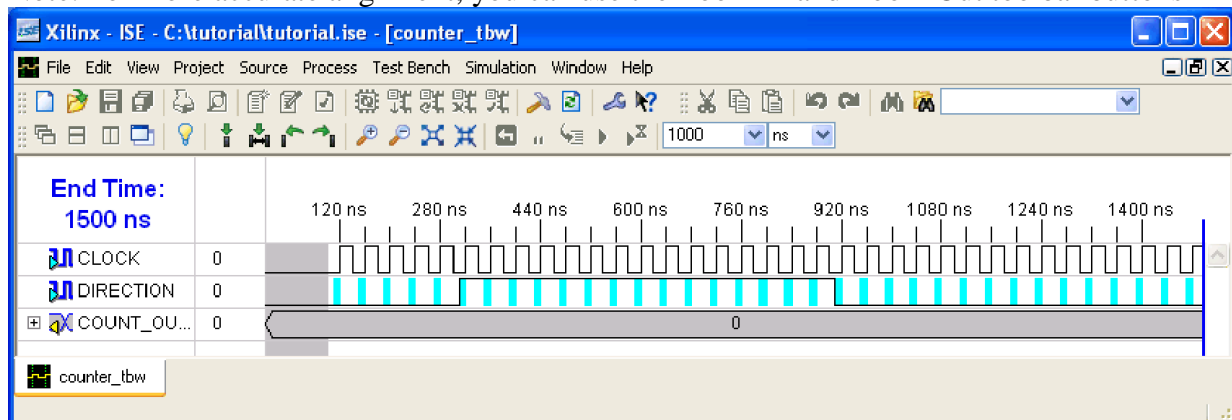 Xilinx - ISE - C:\tutorial\tutorial.ise - [counter_tbw]
File Edit View Project Source Process Test Bench Simulation Window Help
1000 ns
End Time:
1500 ns
120 ns 280 ns 440 ns 600 ns 760 ns 920 ns 1080 ns 1240 ns 1400 ns
CLOCK 0
DIRECTION 0
COUNT_OU... 0 0
counter_tbw